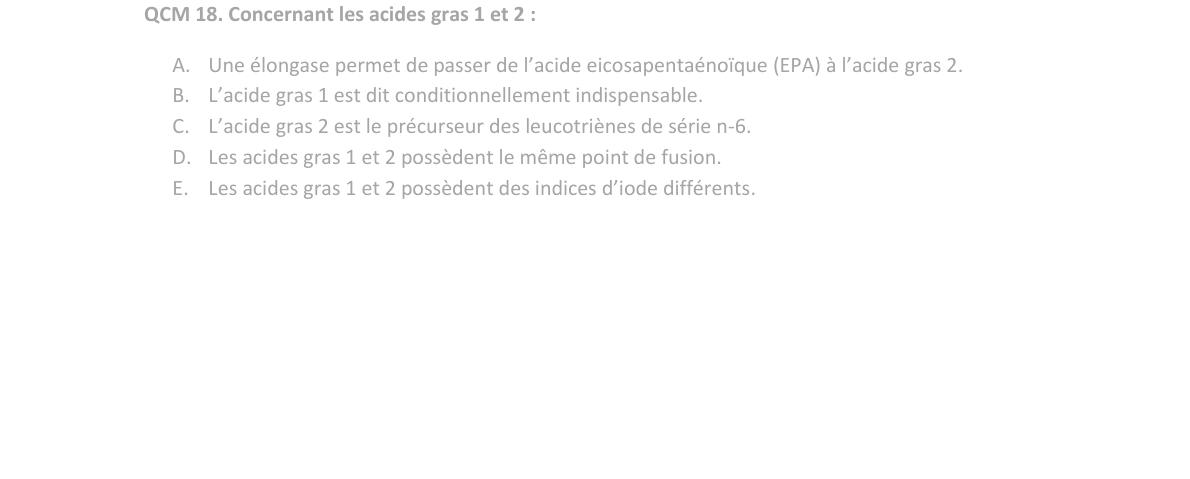 QCM 18. Concernant les acides gras 1 et 2 :
A. Une élongase permet de passer de l’acide eicosapentaénoïque (EPA) à l’acide gras 2.
B. L’acide gras 1 est dit conditionnellement indispensable.
C. L’acide gras 2 est le précurseur des leucotriènes de série n-6.
D. Les acides gras 1 et 2 possèdent le même point de fusion.
E. Les acides gras 1 et 2 possèdent des indices d’iode différents.